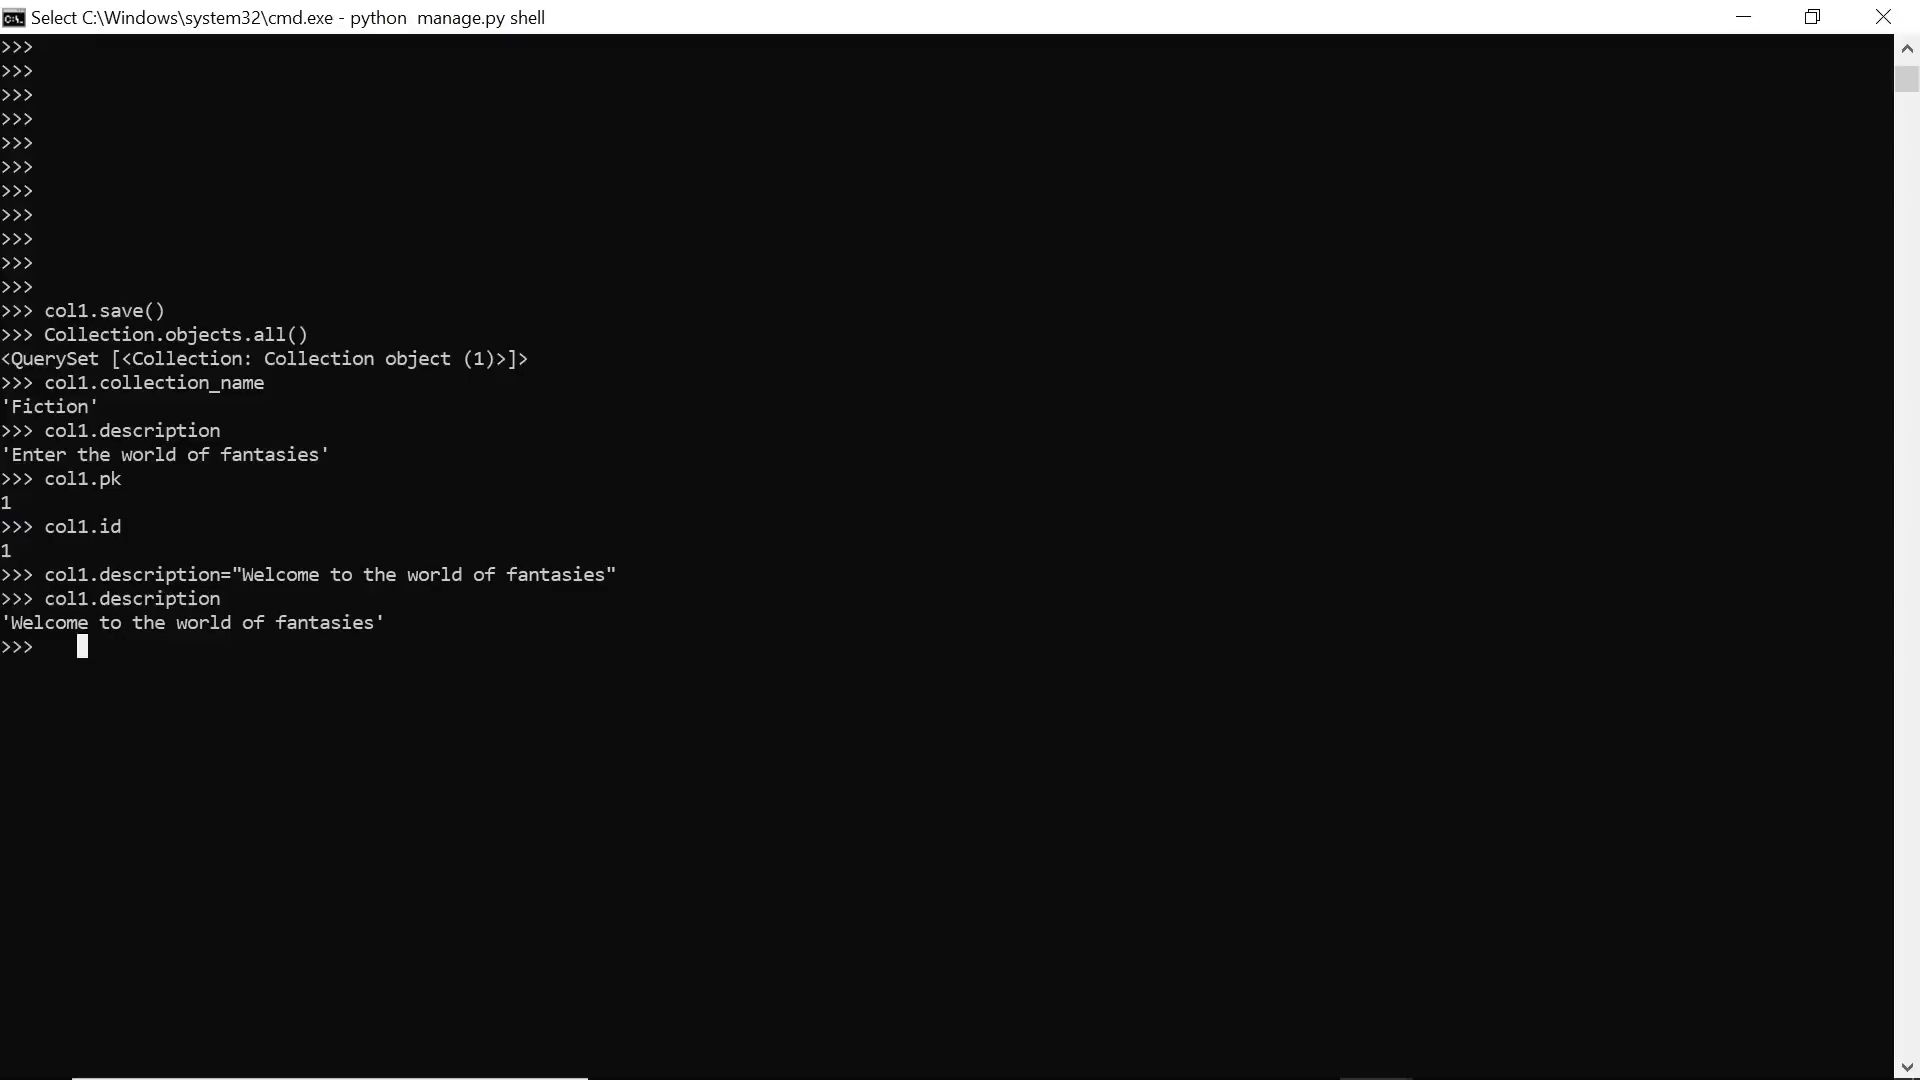 Select C:\Windows\system32\cmd.exe - python  manage.py shell
>>>
>>>
>>>
>>>
>>>
>>>
>>>
>>>
>>>
>>>
>>>
>>> col1.save()
>>> Collection.objects.all()
<QuerySet [<Collection: Collection object (1)>]>
>>> col1.collection_name
'Fiction'
>>> col1.description
'Enter the world of fantasies'
>>> col1.pk
1
>>> col1.id
1
>>> col1.description="Welcome to the world of fantasies"
>>> col1.description
'Welcome to the world of fantasies'
>>>